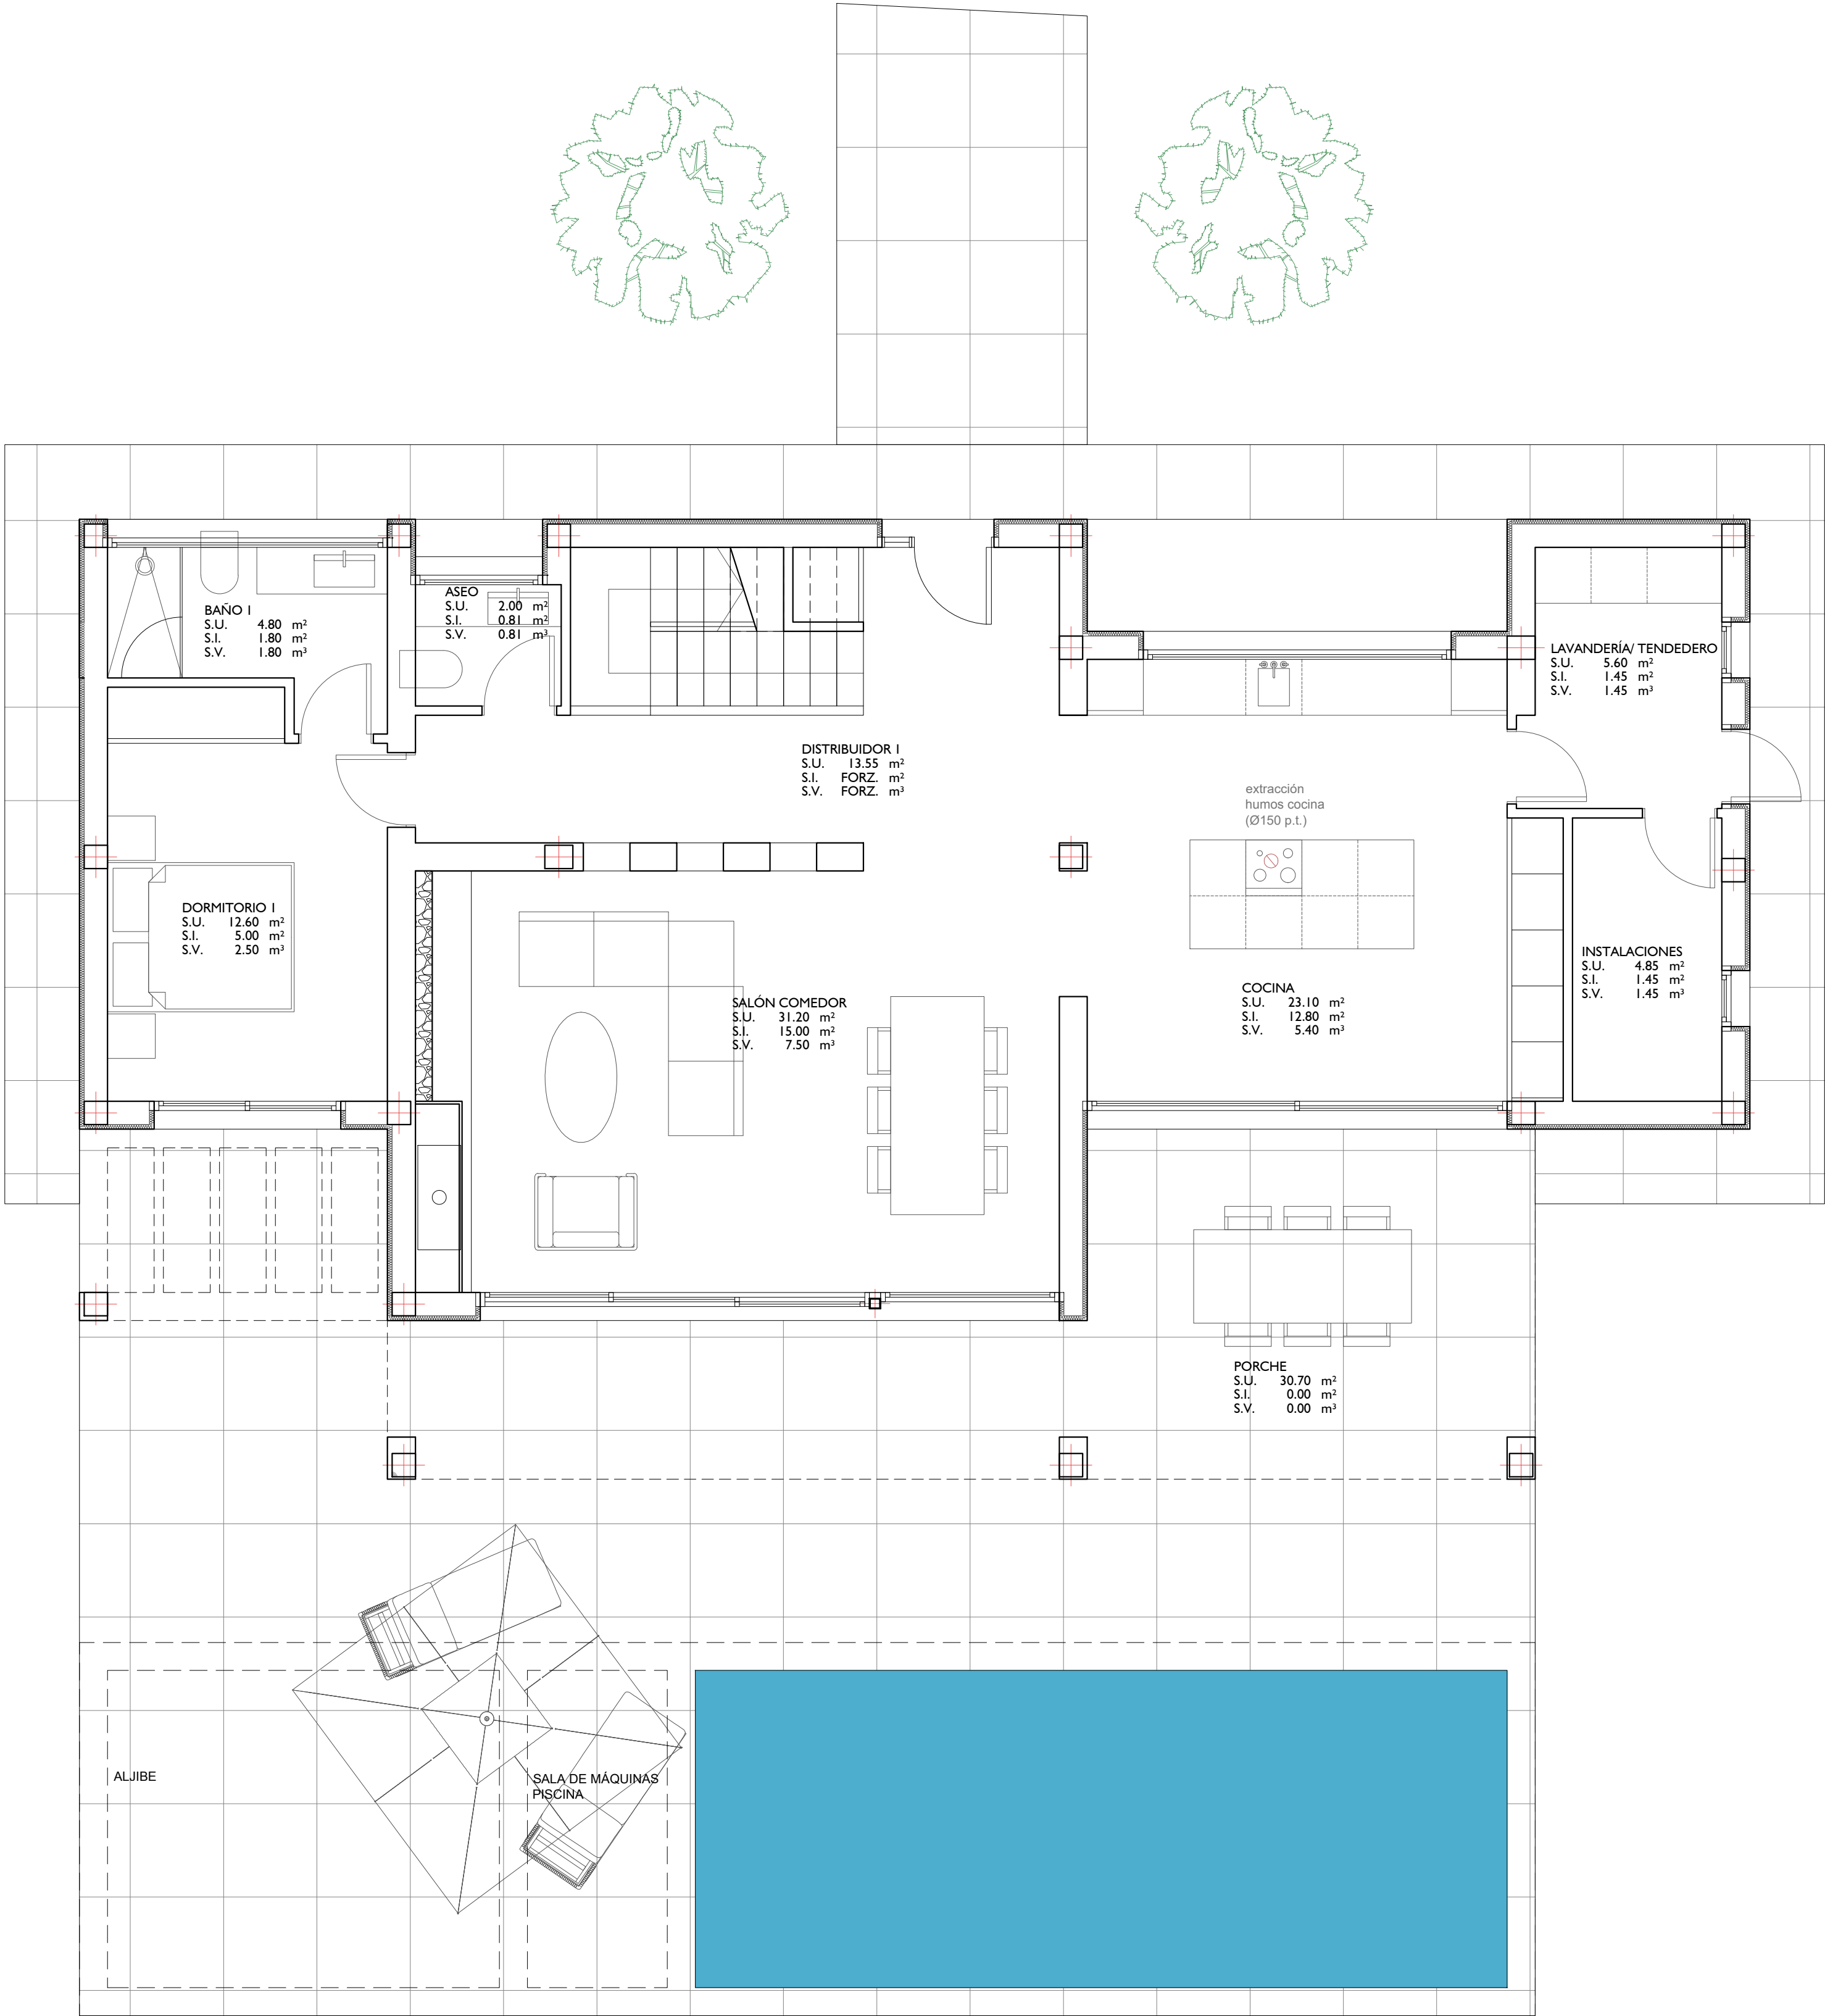 BAÑO 1
S.U. 4.80 m²
S.I. 1.80 m²
S.V. 1.80 m³
ASEO
S.U. 2.00 m²
S.I. 0.81 m²
S.V. 0.81 m³
LAVANDERÍA/ TENDEDERO
S.U. 5.60 m²
S.I. 1.45 m²
S.V. 1.45 m³
DISTRIBUIDOR 1
S.U. 13.55 m²
S.I. FORZ. m²
S.V. FORZ. m³
extracción
humos cocina
(Ø150 p.t.)
DORMITORIO 1
S.U. 12.60 m²
S.I. 5.00 m²
S.V. 2.50 m³
SALÓN COMEDOR
S.U. 31.20 m²
S.I. 15.00 m²
S.V. 7.50 m³
COCINA
S.U. 23.10 m²
S.I. 12.80 m²
S.V. 5.40 m³
INSTALACIONES
S.U. 4.85 m²
S.I. 1.45 m²
S.V. 1.45 m³
PORCHE
S.U. 30.70 m²
S.I. 0.00 m²
S.V. 0.00 m³
ALJIBE
SALA DE MÁQUINAS
PISCINA